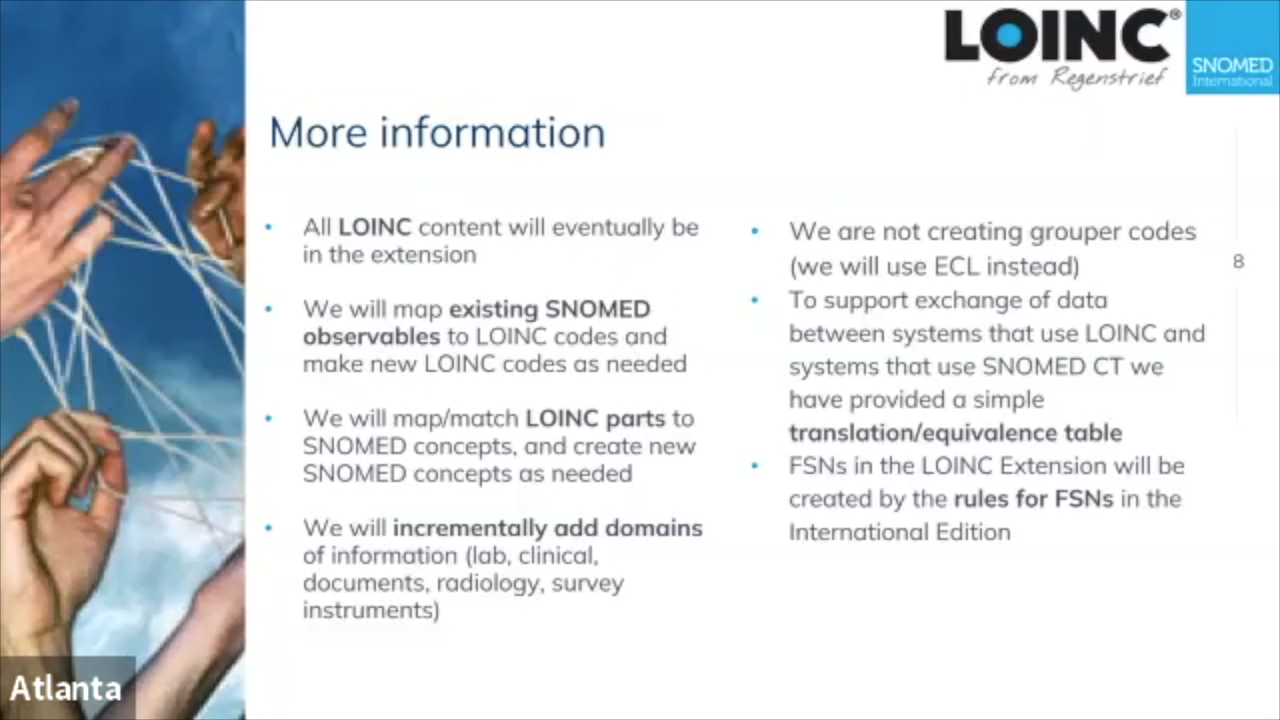 LOINC®
from Regenstrief
SNOMED
International
More information
• All LOINC content will eventually be
in the extension
• We will map existing SNOMED
observables to LOINC codes and
make new LOINC codes as needed
• We will map/match LOINC parts to
SNOMED concepts, and create new
SNOMED concepts as needed
• We will incrementally add domains
of information (lab, clinical,
documents, radiology, survey
instruments)
• We are not creating grouper codes
(we will use ECL instead)
• To support exchange of data
between systems that use LOINC and
systems that use SNOMED CT we
have provided a simple
translation/equivalence table
• FSNs in the LOINC Extension will be
created by the rules for FSNs in the
International Edition
8
Atlanta